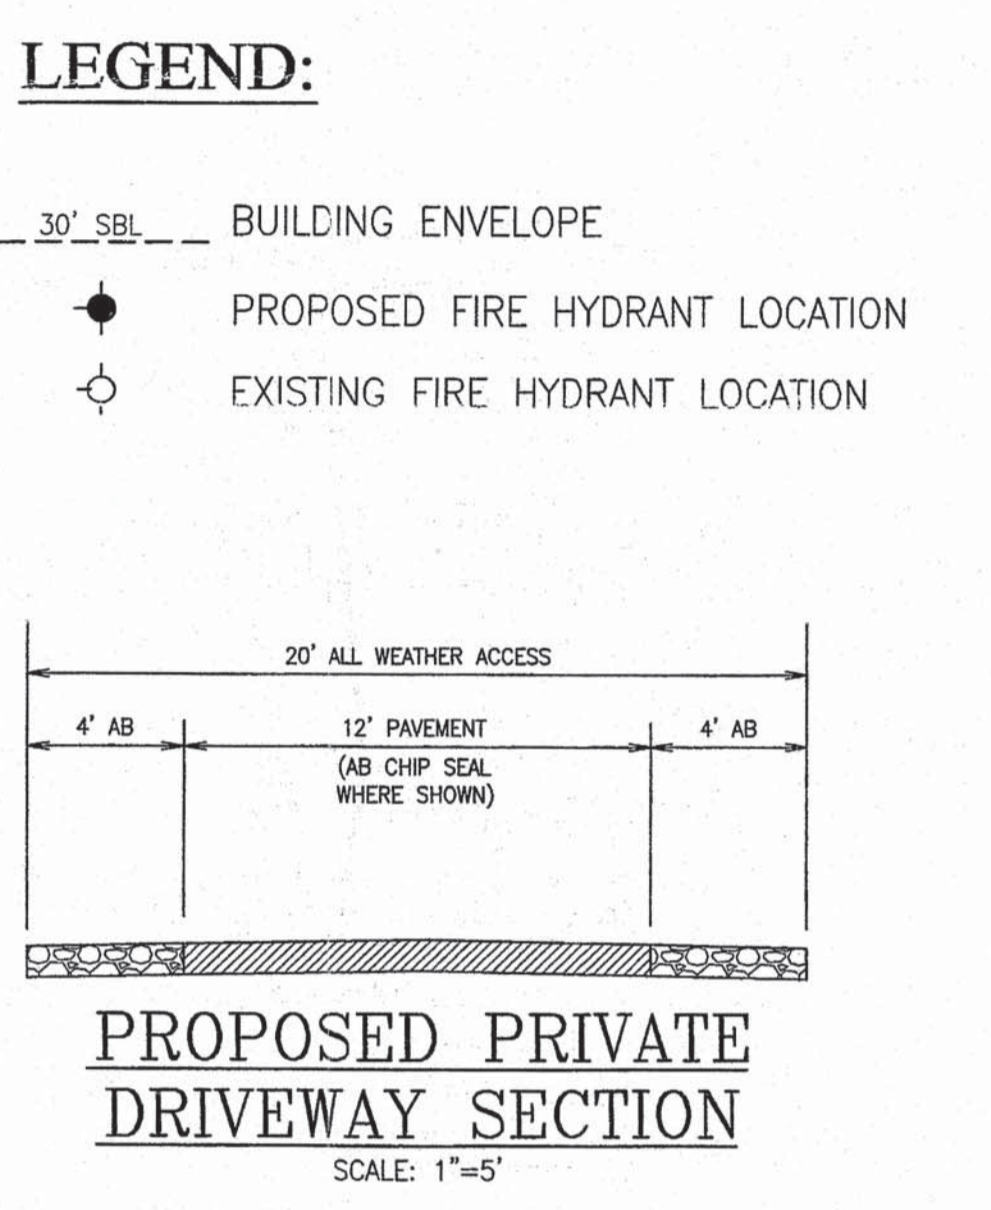 LEGEND:
30' SBL BUILDING ENVELOPE
PROPOSED FIRE HYDRANT LOCATION
EXISTING FIRE HYDRANT LOCATION
20' ALL WEATHER ACCESS
4' AB 12' PAVEMENT 4' AB
(AB CHIP SEAL
WHERE SHOWN)
PROPOSED PRIVATE
DRIVEWAY SECTION
SCALE: 1"=5'